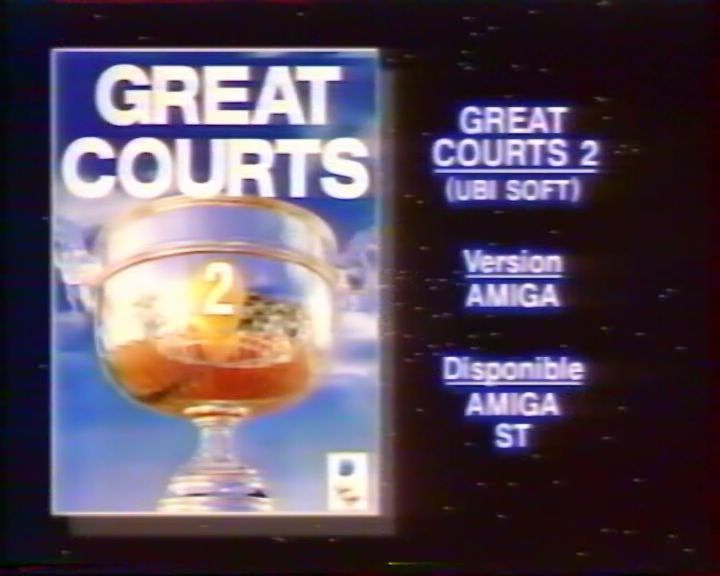 GREAT
COURTS
2
GREAT
COURTS 2
(UBI SOFT)
Version
AMIGA
Disponible
AMIGA
ST